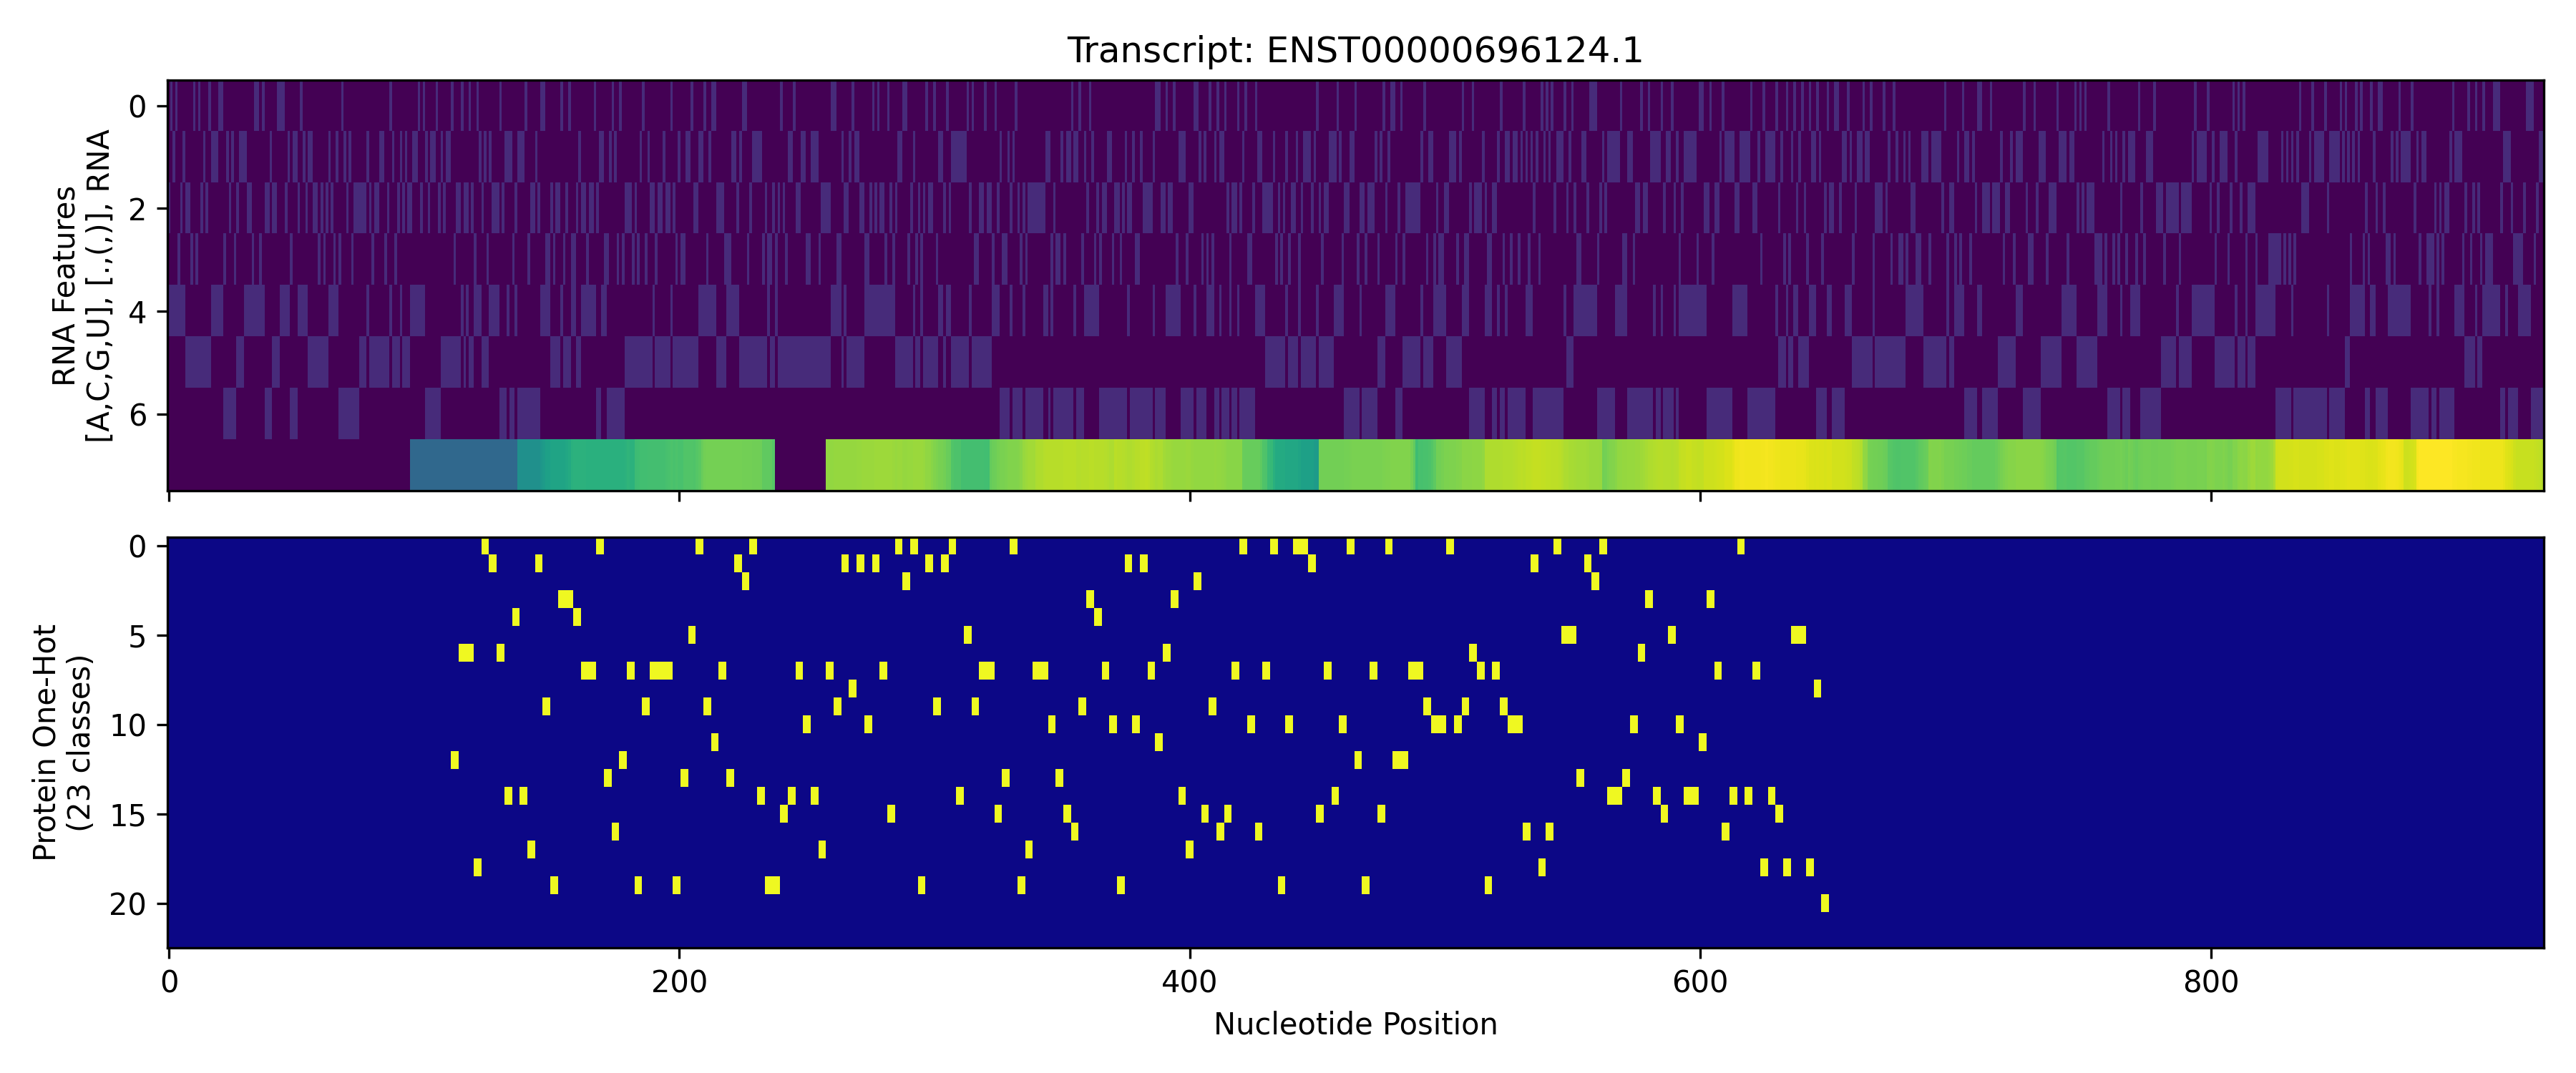 Transcript: ENST00000696124.1
RNA Features
[A,C,G,U], [.,(,)], RNA
0
2
4
6
Protein One-Hot
(23 classes)
0
5
10
15
20
0 200 400 600 800
Nucleotide Position